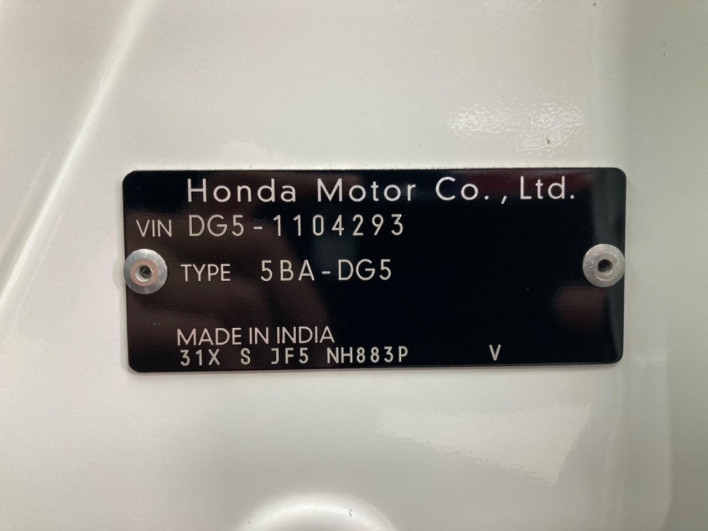 Honda Motor Co., Ltd.
VIN DG5-1104293
TYPE 5BA-DG5
MADE IN INDIA
31X S JF5 NH883P V